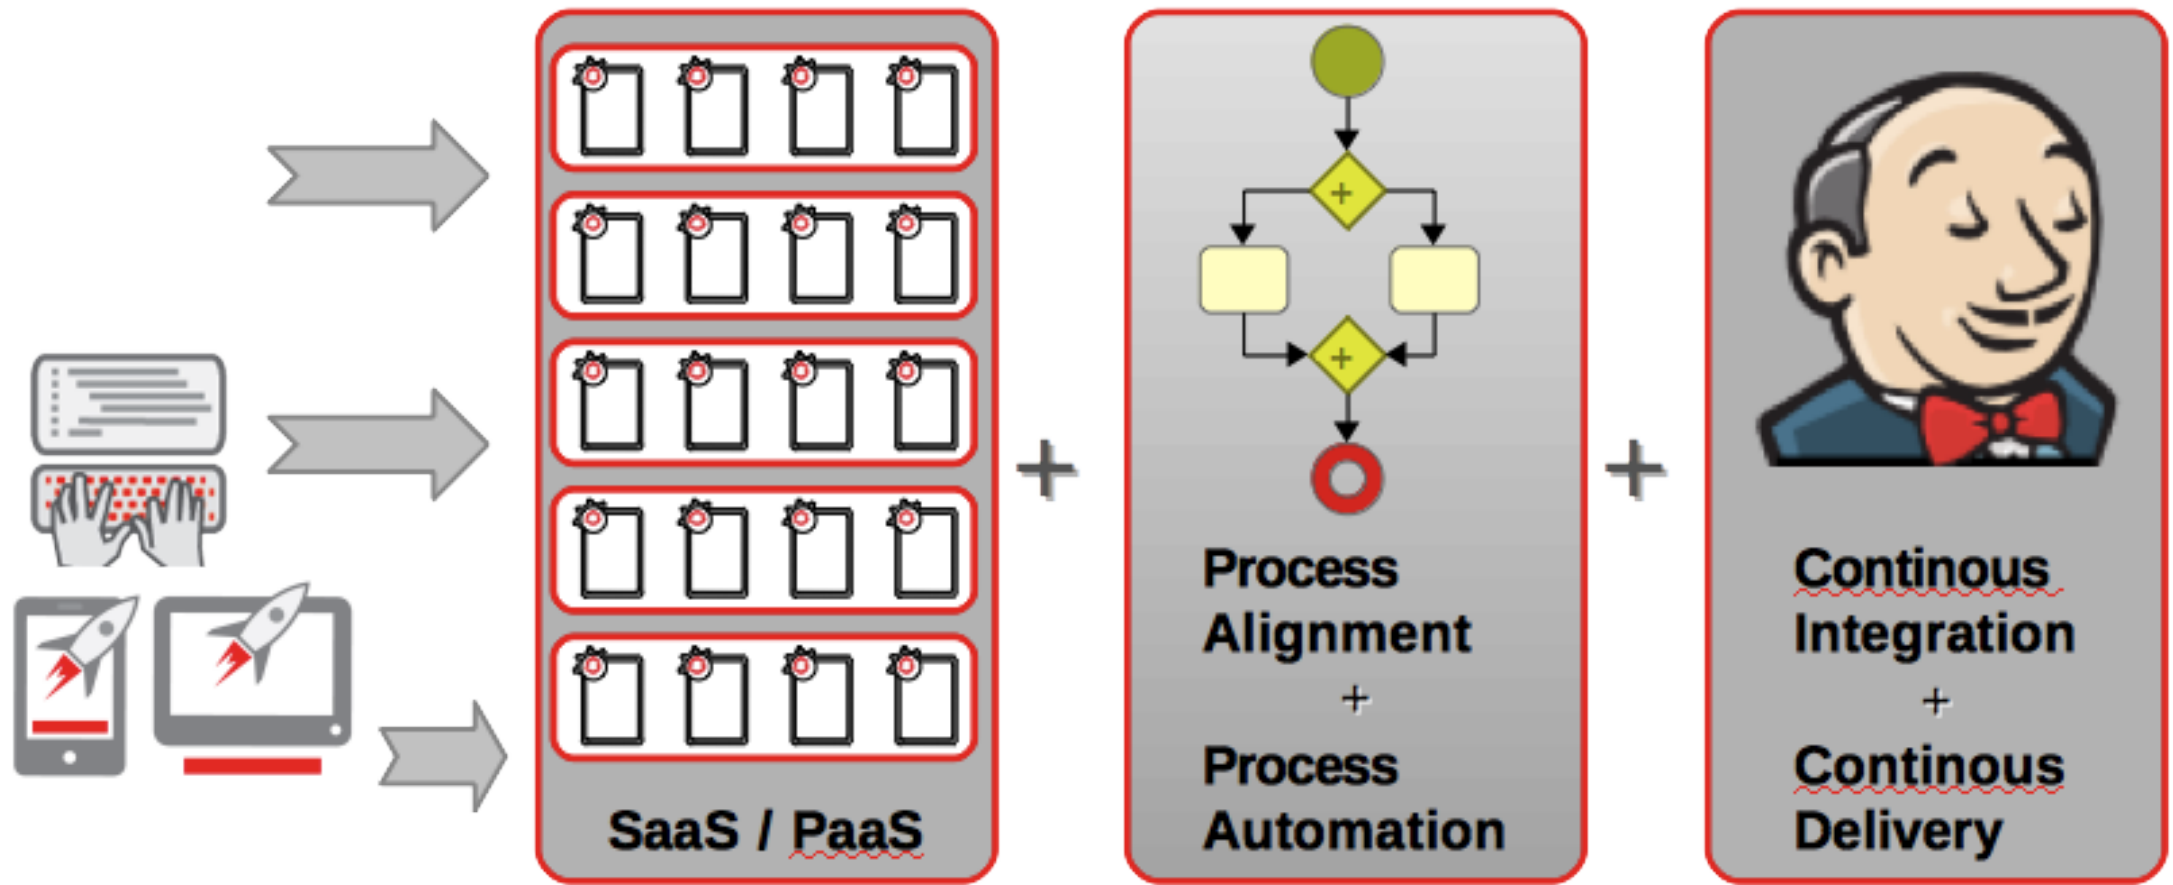 SaaS / PaaS
+
Process
Alignment
+
Process
Automation
+
Continous
Integration
+
Continous
Delivery